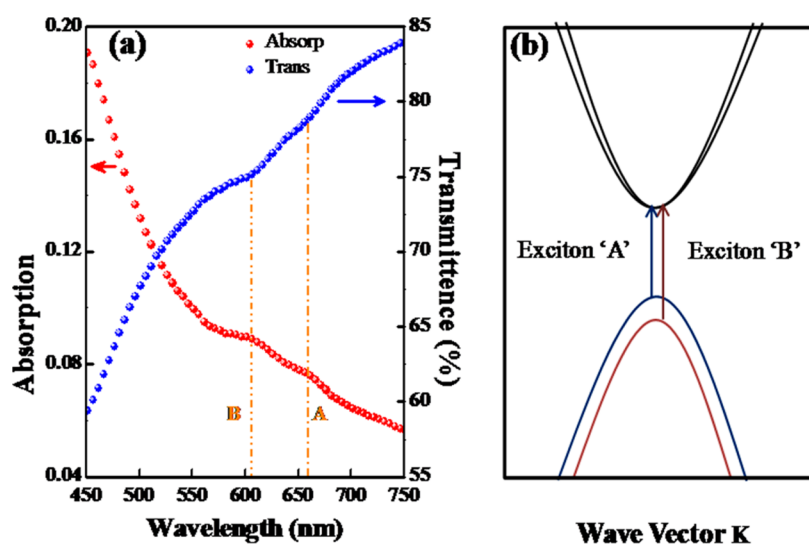 (a)
Absorp
Trans
0.20
0.16
0.12
0.08
0.04
Absorption
85
80
75
70
65
60
55
Transmittence (%)
B
A
450 500 550 600 650 700 750
Wavelength (nm)
(b)
Exciton 'A'
Exciton 'B'
Wave Vector K